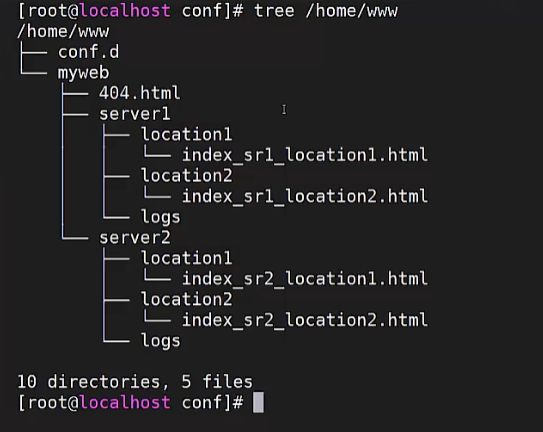 [root@localhost conf]# tree /home/www
/home/www
├── conf.d
└── myweb
    ├── 404.html
    ├── server1
    │   ├── location1
    │   │   └── index_sr1_location1.html
    │   ├── location2
    │   │   └── index_sr1_location2.html
    │   └── logs
    └── server2
        ├── location1
        │   └── index_sr2_location1.html
        ├── location2
        │   └── index_sr2_location2.html
        └── logs

10 directories, 5 files
[root@localhost conf]#